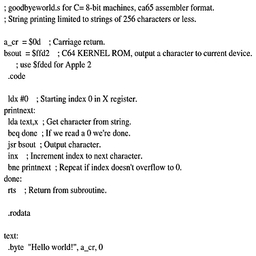 ; goodbyeworld.s for C= 8-bit machines, ca65 assembler format.
; String printing limited to strings of 256 characters or less.

a_cr = $0d ; Carriage return.
bsout = $ffd2 ; C64 KERNEL ROM, output a character to current device.
; use $fded for Apple 2
.code

ldx #0 ; Starting index 0 in X register.
printnext:
lda text,x ; Get character from string.
beq done ; If we read a 0 we're done.
jsr bsout ; Output character.
inx ; Increment index to next character.
bne printnext ; Repeat if index doesn't overflow to 0.
done:
rts ; Return from subroutine.

.rodata

text:
.byte "Hello world!", a_cr, 0